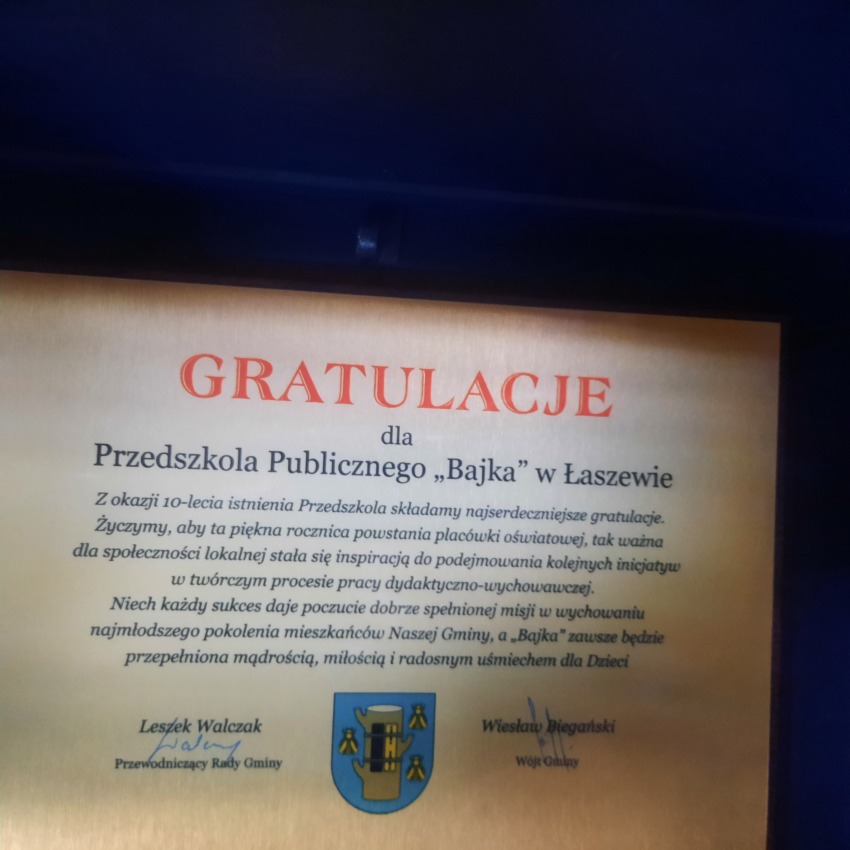 GRATULACJE
dla
Przedszkola Publicznego „Bajka” w Łaszewie
Z okazji 10-lecia istnienia Przedszkola składamy najserdeczniejsze gratulacje.
Życzymy, aby ta piękna rocznica powstania placówki oświatowej, tak ważna
dla społeczności lokalnej stała się inspiracją do podejmowania kolejnych inicjatyw
w twórczym procesie pracy dydaktyczno-wychowawczej.
Niech każdy sukces daje poczucie dobrze spełnionej misji w wychowaniu
najmłodszego pokolenia mieszkańców Naszej Gminy, a „Bajka” zawsze będzie
przepełniona mądrością, miłością i radosnym uśmiechem dla Dzieci
Leszek Walczak
Przewodniczący Rady Gminy
Wiesław Biegański
Wójt Gminy